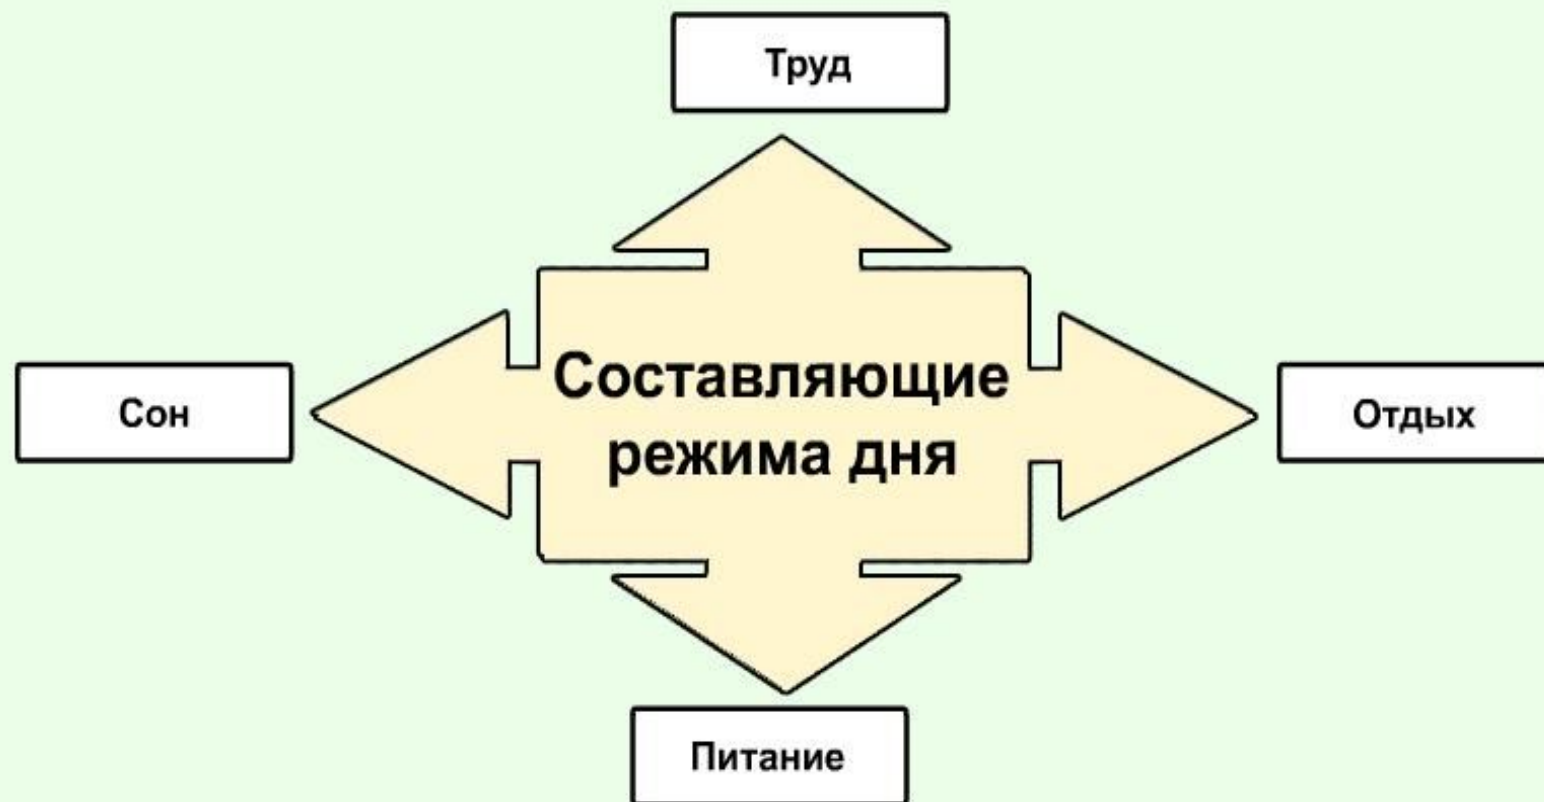 Труд
Сон
Составляющие
режима дня
Отдых
Питание